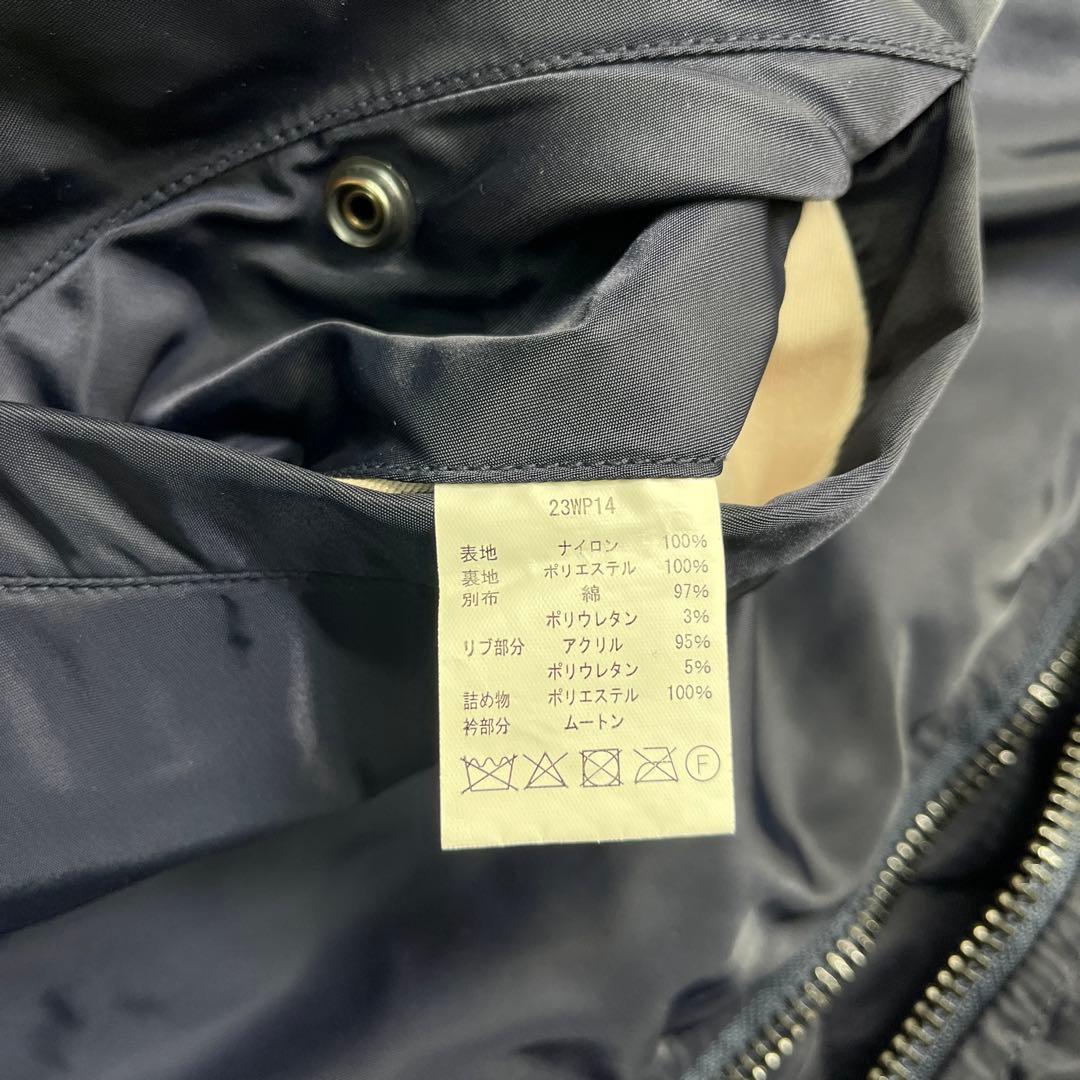 23WP14
表地 ナイロン 100%
裏地 ポリエステル 100%
別布 綿 97%
ポリウレタン 3%
リブ部分 アクリル 95%
ポリウレタン 5%
詰め物 ポリエステル 100%
衿部分 ムートン
F